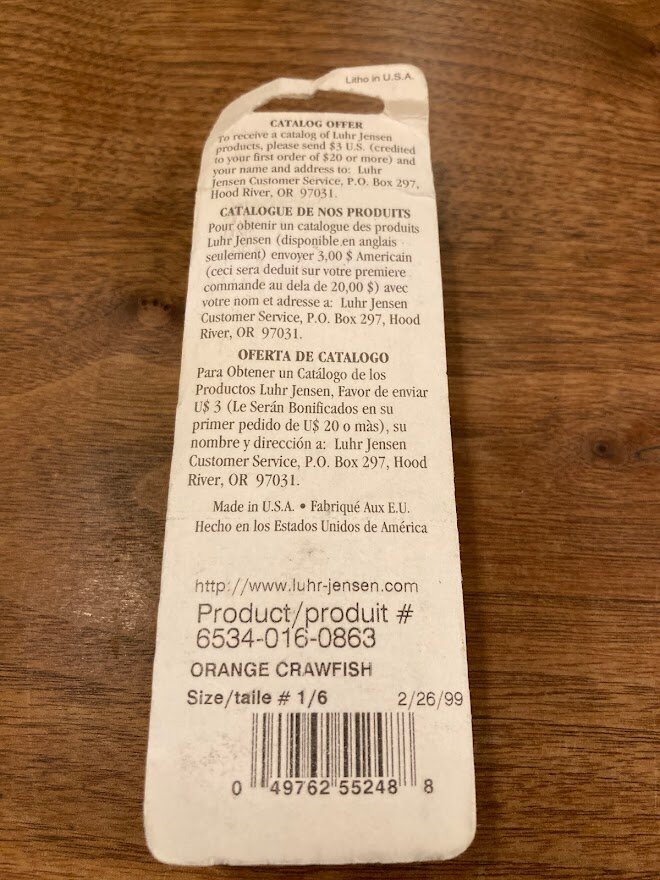 Litho in U.S.A.
CATALOG OFFER
To receive a catalog of Luhr Jensen
products, please send $3 U.S. (credited
to your first order of $20 or more) and
your name and address to: Luhr
Jensen Customer Service, P.O. Box 297,
Hood River, OR 97031.
CATALOGUE DE NOS PRODUITS
Pour obtenir un catalogue des produits
Luhr Jensen (disponible en anglais
seulement) envoyer 3,00 $ Americain
(ceci sera deduit sur votre premiere
commande au dela de 20,00 $) avec
votre nom et adresse a: Luhr Jensen
Customer Service, P.O. Box 297, Hood
River, OR 97031.
OFERTA DE CATALOGO
Para Obtener un Catálogo de los
Productos Luhr Jensen, Favor de enviar
U$ 3 (Le Serán Bonificados en su
primer pedido de U$ 20 o màs), su
nombre y dirección a: Luhr Jensen
Customer Service, P.O. Box 297, Hood
River, OR 97031.
Made in U.S.A. • Fabriqué Aux E.U.
Hecho en los Estados Unidos de América
http://www.luhr-jensen.com
Product/produit #
6534-016-0863
ORANGE CRAWFISH
Size/taile # 1/6 2/26/99
0 49762 55248 8